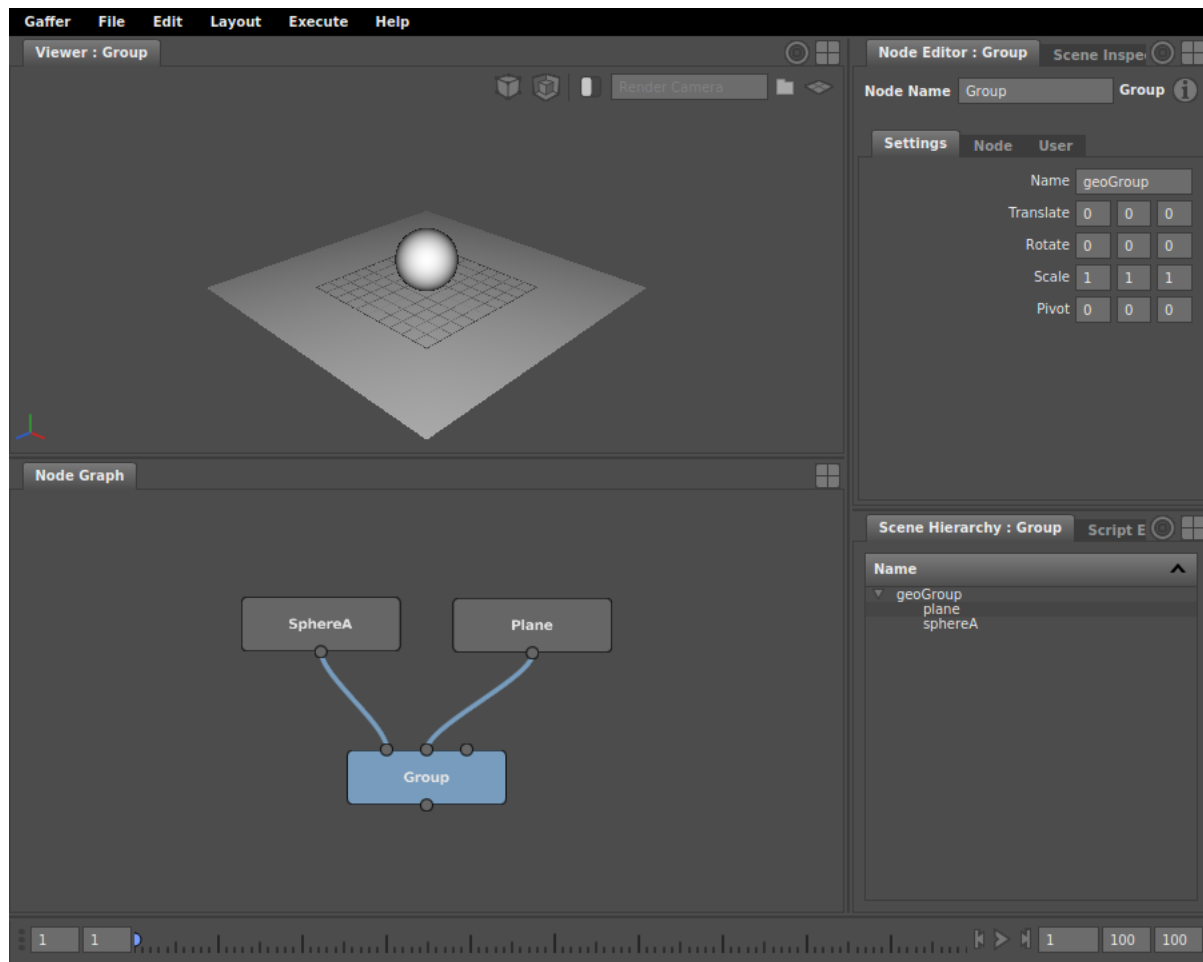 Gaffer File Edit Layout Execute Help
Viewer : Group
Render Camera
Node Editor : Group Scene Inspe
Node Name Group Group
Settings Node User
Name geoGroup
Translate 0 0 0
Rotate 0 0 0
Scale 1 1 1
Pivot 0 0 0
Node Graph
SphereA Plane
Group
Scene Hierarchy : Group Script E
Name
geoGroup
plane
sphereA
1 1 1 100 100